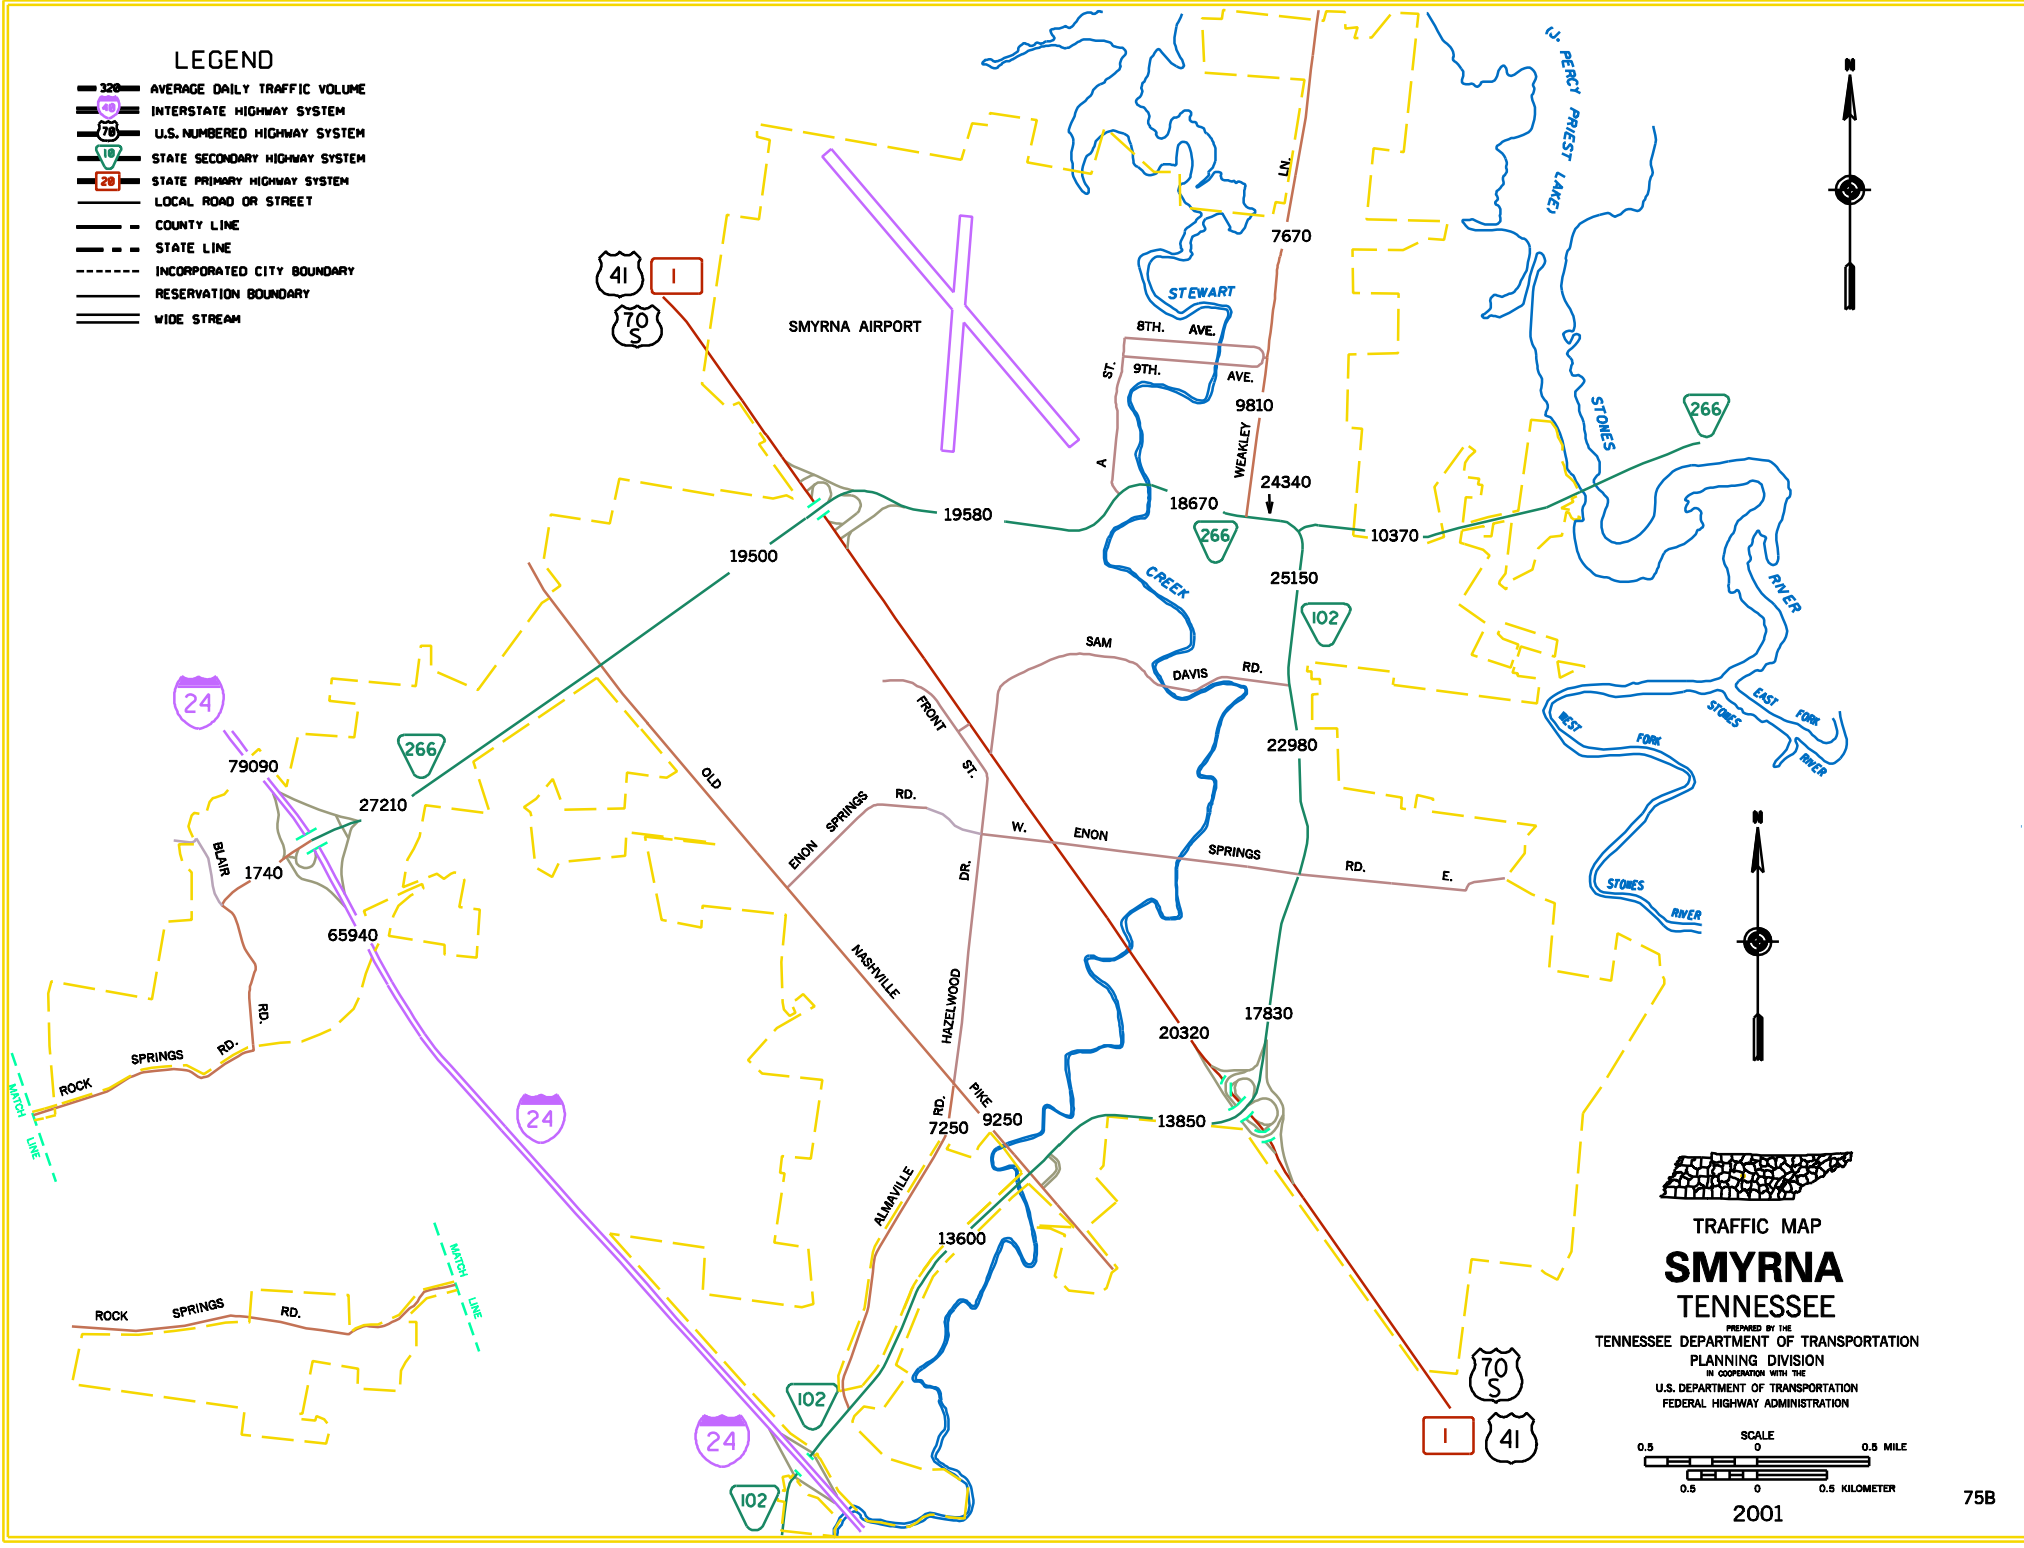 LEGEND
320 AVERAGE DAILY TRAFFIC VOLUME
40 INTERSTATE HIGHWAY SYSTEM
70 U.S. NUMBERED HIGHWAY SYSTEM
10 STATE SECONDARY HIGHWAY SYSTEM
20 STATE PRIMARY HIGHWAY SYSTEM
LOCAL ROAD OR STREET
COUNTY LINE
STATE LINE
INCORPORATED CITY BOUNDARY
RESERVATION BOUNDARY
WIDE STREAM
(J. PERCY PRIEST LAKE)
N
LN.
7670
41 1
70 S
SMYRNA AIRPORT
STEWART
8TH. AVE.
9TH. AVE.
A ST.
9810
WEAKLEY
24340
266
STONES
19580
18670
266
10370
19500
CREEK
25150
102
RIVER
SAM DAVIS RD.
24
266
79090
27210
FRONT ST.
22980
EAST FORK
STONES RIVER
WEST FORK
STONES RIVER
OLD
ENON SPRINGS RD.
W. ENON SPRINGS RD. E.
BLAIR RD.
1740
65940
DR.
HAZELWOOD
NASHVILLE
PIKE
N
17830
20320
ROCK SPRINGS RD.
MATCH LINE
24
RD.
7250
9250
13850
ALMAVILLE
13600
MATCH LINE
ROCK SPRINGS RD.
102
24
102
70 S
1 41
TRAFFIC MAP
SMYRNA
TENNESSEE
PREPARED BY THE
TENNESSEE DEPARTMENT OF TRANSPORTATION
PLANNING DIVISION
IN COOPERATION WITH THE
U.S. DEPARTMENT OF TRANSPORTATION
FEDERAL HIGHWAY ADMINISTRATION
SCALE
0.5 0 0.5 MILE
0.5 0 0.5 KILOMETER
2001
75B